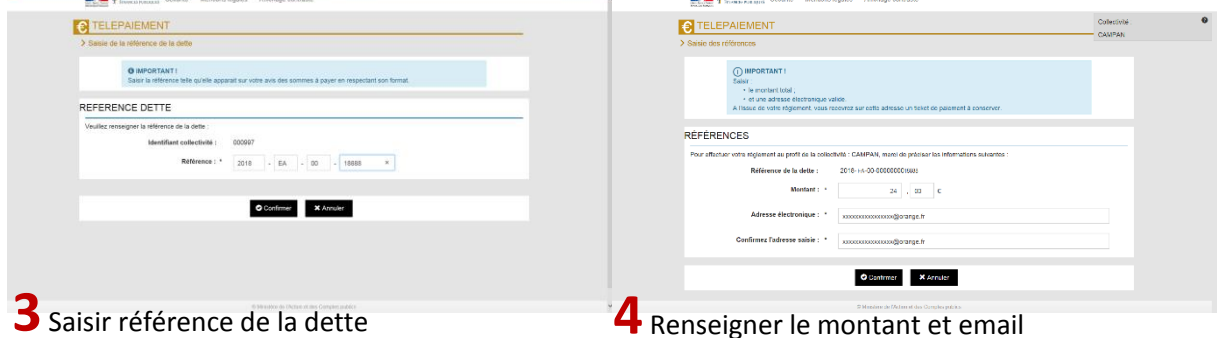 TELEPAIEMENT
> Saisie de la référence de la dette
IMPORTANT !
Saisir la référence telle qu'elle apparait sur votre avis des sommes à payer en respectant son format.
REFERENCE DETTE
Veuillez renseigner la référence de la dette :
Identifiant collectivité : 000997
Référence : * 2018 - EA - 00 - 18888 ×
Confirmer Annuler
3 Saisir référence de la dette
TELEPAIEMENT
> Saisie des références
Collectivité
CAMPAN
IMPORTANT !
Saisir :
• le montant total ;
• et une adresse électronique valide.
A l'issue de votre règlement, vous recevrez sur cette adresse un ticket de paiement à conserver.
RÉFÉRENCES
Pour effectuer votre règlement au profit de la collectivité : CAMPAN, merci de préciser les informations suivantes :
Référence de la dette :
Montant : * 24 , 00 €
Adresse électronique : * xxxxxxxxxxxxxxxx@orange.fr
Confirmez l'adresse saisie : * xxxxxxxxxxxxxxxx@orange.fr
Confirmer Annuler
4 Renseigner le montant et email